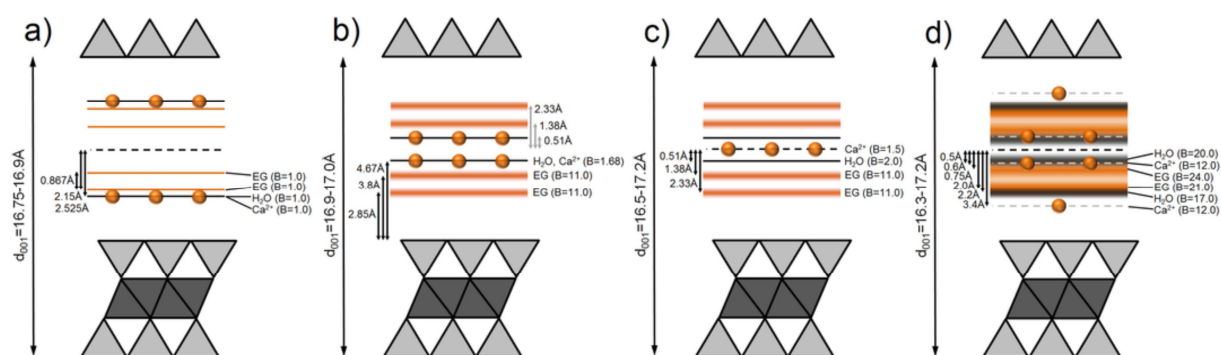 a)
d001=16.75-16.9Å
0.867Å
2.15Å
2.525Å
EG (B=1.0)
EG (B=1.0)
H₂O (B=1.0)
Ca²⁺ (B=1.0)
b)
d001=16.9-17.0Å
2.33Å
1.38Å
0.51Å
4.67Å
3.8Å
2.85Å
H₂O, Ca²⁺ (B=1.68)
EG (B=11.0)
EG (B=11.0)
c)
d001=16.5-17.2Å
0.51Å
1.38Å
2.33Å
Ca²⁺ (B=1.5)
H₂O (B=2.0)
EG (B=11.0)
EG (B=11.0)
d)
d001=16.3-17.2Å
0.5Å
0.6Å
0.75Å
2.0Å
2.2Å
3.4Å
H₂O (B=20.0)
Ca²⁺ (B=12.0)
EG (B=24.0)
EG (B=21.0)
H₂O (B=17.0)
Ca²⁺ (B=12.0)